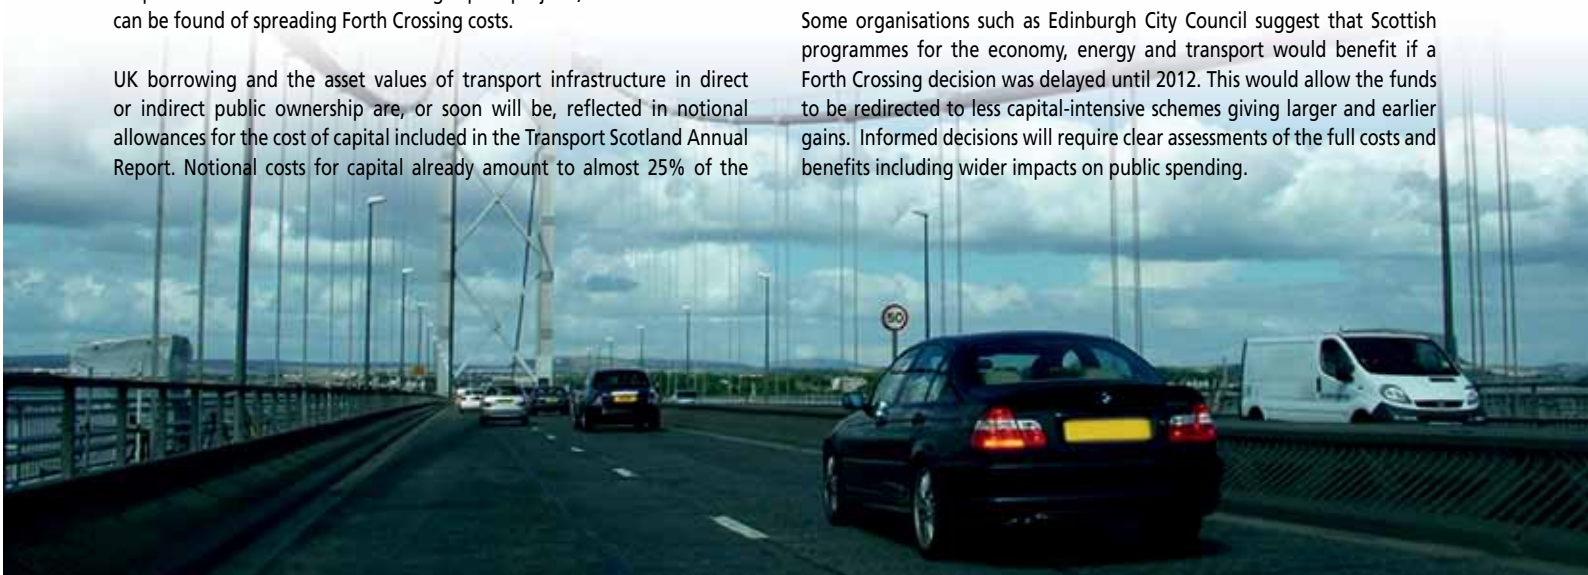 can be found of spreading Forth Crossing costs.
UK borrowing and the asset values of transport infrastructure in direct
or indirect public ownership are, or soon will be, reflected in notional
allowances for the cost of capital included in the Transport Scotland Annual
Report. Notional costs for capital already amount to almost 25% of the
Some organisations such as Edinburgh City Council suggest that Scottish
programmes for the economy, energy and transport would benefit if a
Forth Crossing decision was delayed until 2012. This would allow the funds
to be redirected to less capital-intensive schemes giving larger and earlier
gains. Informed decisions will require clear assessments of the full costs and
benefits including wider impacts on public spending.
50